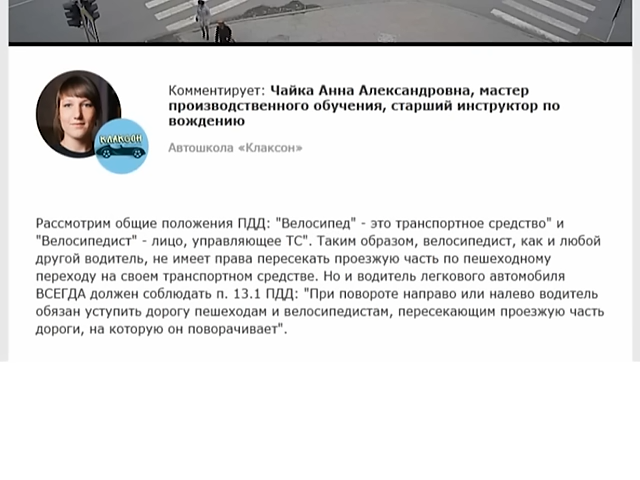 Комментирует: Чайка Анна Александровна, мастер
производственного обучения, старший инструктор по
вождению
КЛАКСОН
Автошкола «Клаксон»
Рассмотрим общие положения ПДД: "Велосипед" - это транспортное средство" и
"Велосипедист" - лицо, управляющее ТС". Таким образом, велосипедист, как и любой
другой водитель, не имеет права пересекать проезжую часть по пешеходному
переходу на своем транспортном средстве. Но и водитель легкового автомобиля
ВСЕГДА должен соблюдать п. 13.1 ПДД: "При повороте направо или налево водитель
обязан уступить дорогу пешеходам и велосипедистам, пересекающим проезжую часть
дороги, на которую он поворачивает".